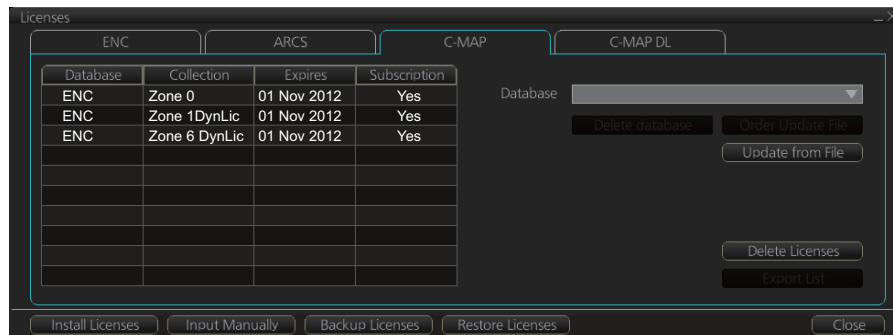 Licenses
ENC ARCS C-MAP C-MAP DL
Database Collection Expires Subscription
ENC Zone 0 01 Nov 2012 Yes
ENC Zone 1DynLic 01 Nov 2012 Yes
ENC Zone 6 DynLic 01 Nov 2012 Yes
Database
Delete database Order Update File
Update from File
Delete Licenses
Export List
Install Licenses Input Manually Backup Licenses Restore Licenses Close